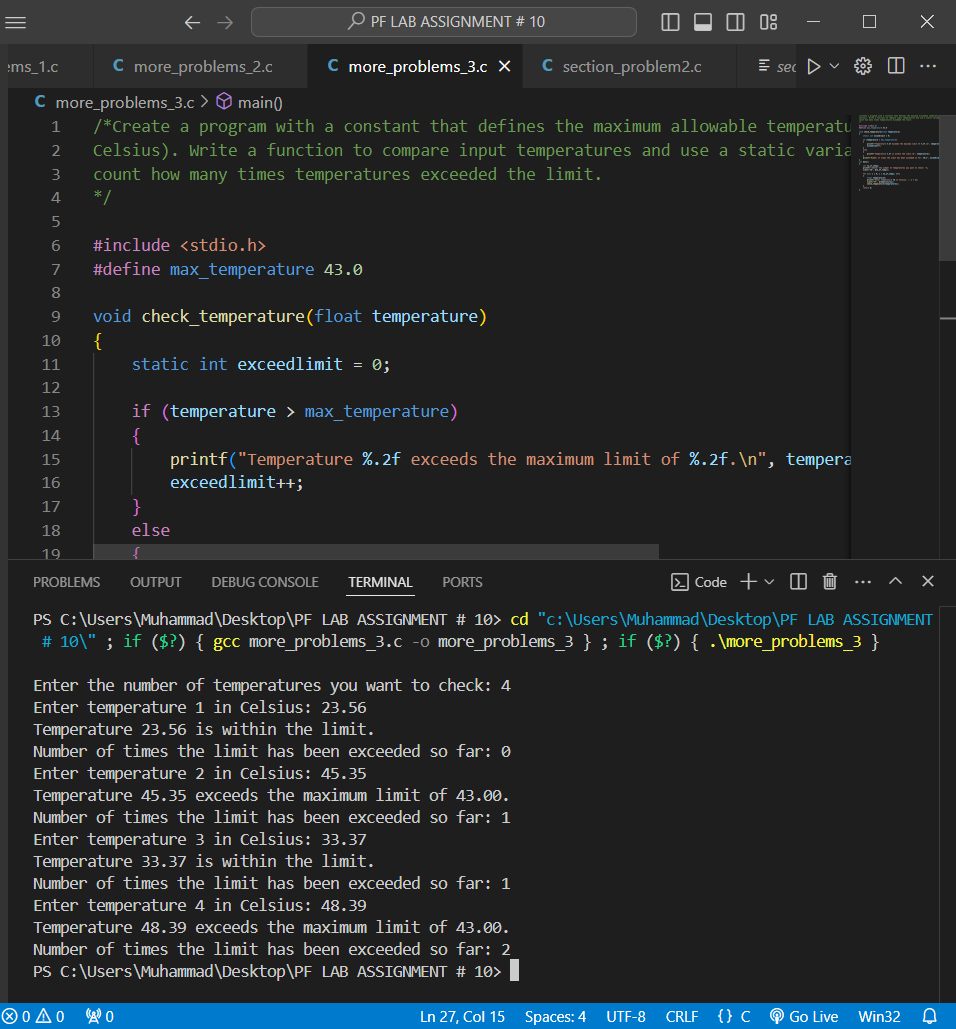 PF LAB ASSIGNMENT # 10
ems_1.c
C more_problems_2.c
C more_problems_3.c
C section_problem2.c
sec
C more_problems_3.c > main()
1 /*Create a program with a constant that defines the maximum allowable temperatu
2 Celsius). Write a function to compare input temperatures and use a static varia
3 count how many times temperatures exceeded the limit.
4 */
5
6 #include <stdio.h>
7 #define max_temperature 43.0
8
9 void check_temperature(float temperature)
10 {
11 static int exceedlimit = 0;
12
13 if (temperature > max_temperature)
14 {
15 printf("Temperature %.2f exceeds the maximum limit of %.2f.\n", tempera
16 exceedlimit++;
17 }
18 else
19 {
PROBLEMS OUTPUT DEBUG CONSOLE TERMINAL PORTS Code
PS C:\Users\Muhammad\Desktop\PF LAB ASSIGNMENT # 10> cd "c:\Users\Muhammad\Desktop\PF LAB ASSIGNMENT
# 10\" ; if ($?) { gcc more_problems_3.c -o more_problems_3 } ; if ($?) { .\more_problems_3 }
Enter the number of temperatures you want to check: 4
Enter temperature 1 in Celsius: 23.56
Temperature 23.56 is within the limit.
Number of times the limit has been exceeded so far: 0
Enter temperature 2 in Celsius: 45.35
Temperature 45.35 exceeds the maximum limit of 43.00.
Number of times the limit has been exceeded so far: 1
Enter temperature 3 in Celsius: 33.37
Temperature 33.37 is within the limit.
Number of times the limit has been exceeded so far: 1
Enter temperature 4 in Celsius: 48.39
Temperature 48.39 exceeds the maximum limit of 43.00.
Number of times the limit has been exceeded so far: 2
PS C:\Users\Muhammad\Desktop\PF LAB ASSIGNMENT # 10>
0 0 0 Ln 27, Col 15 Spaces: 4 UTF-8 CRLF {} C Go Live Win32